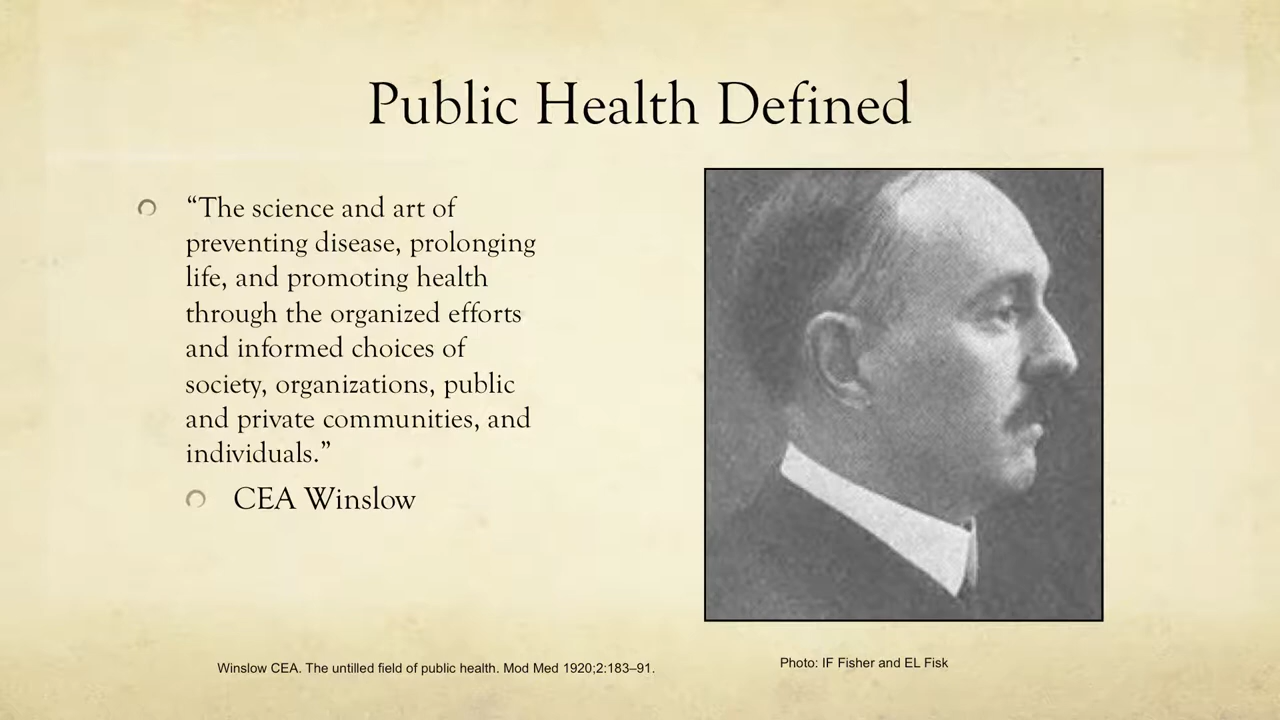 Public Health Defined
“The science and art of
preventing disease, prolonging
life, and promoting health
through the organized efforts
and informed choices of
society, organizations, public
and private communities, and
individuals.”
CEA Winslow
Winslow CEA. The untilled field of public health. Mod Med 1920;2:183–91.
Photo: IF Fisher and EL Fisk